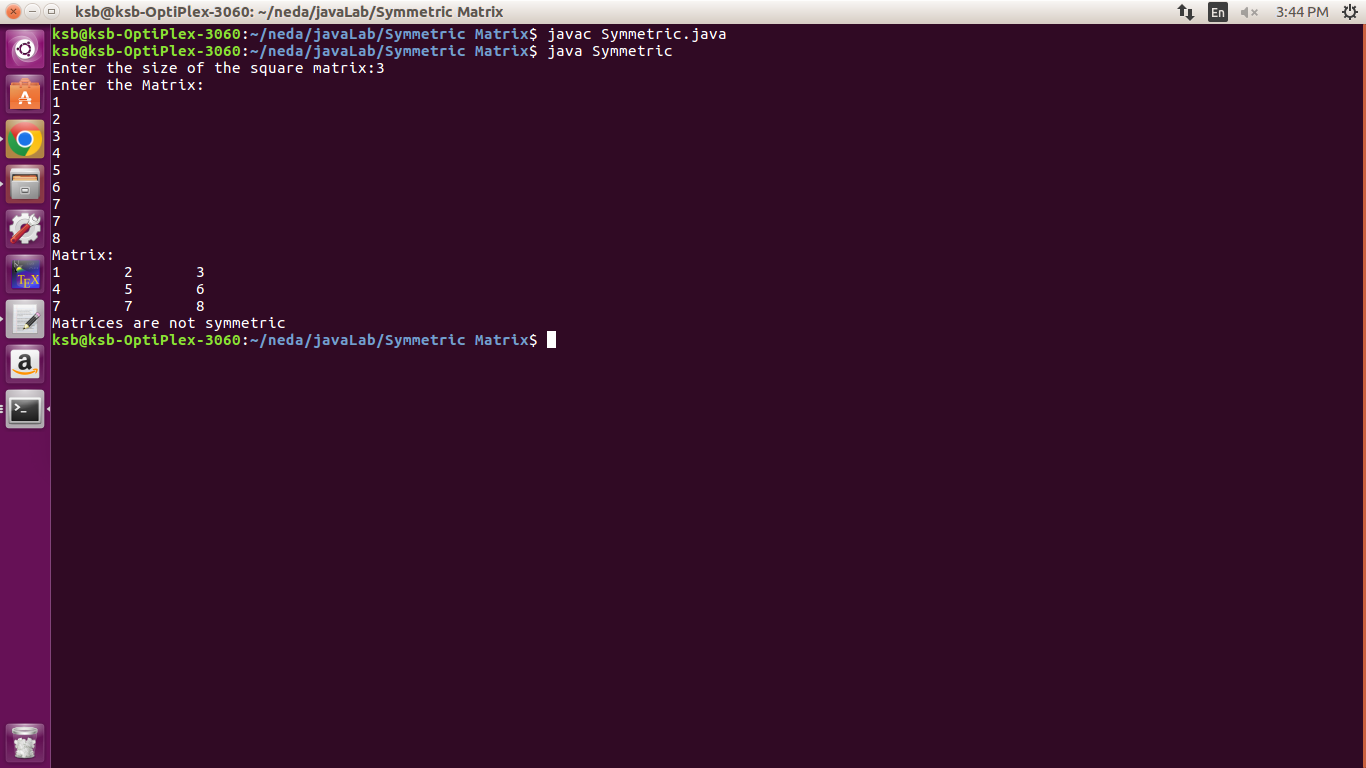 ksb@ksb-OptiPlex-3060: ~/neda/javaLab/Symmetric Matrix
En
3:44 PM
ksb@ksb-OptiPlex-3060:~/neda/javaLab/Symmetric Matrix$ javac Symmetric.java
ksb@ksb-OptiPlex-3060:~/neda/javaLab/Symmetric Matrix$ java Symmetric
Enter the size of the square matrix:3
Enter the Matrix:
1
2
3
4
5
6
7
7
8
Matrix:
1 2 3
4 5 6
7 7 8
Matrices are not symmetric
ksb@ksb-OptiPlex-3060:~/neda/javaLab/Symmetric Matrix$
A
TEX
a
>_